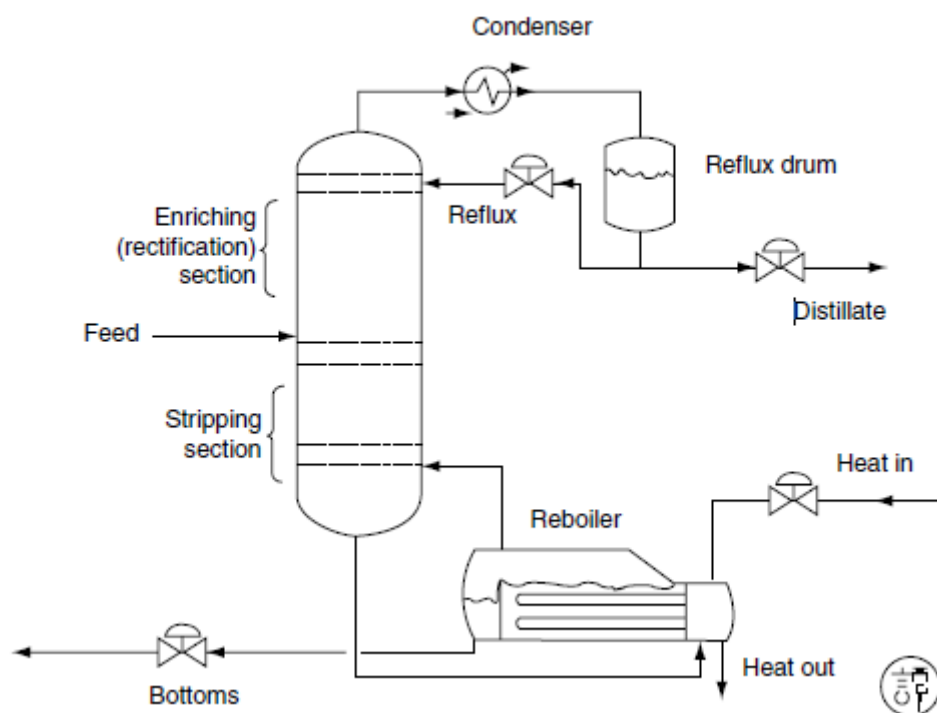 Condenser
Reflux drum
Enriching
(rectification)
section
Reflux
Distillate
Feed
Stripping
section
Heat in
Reboiler
Heat out
Bottoms